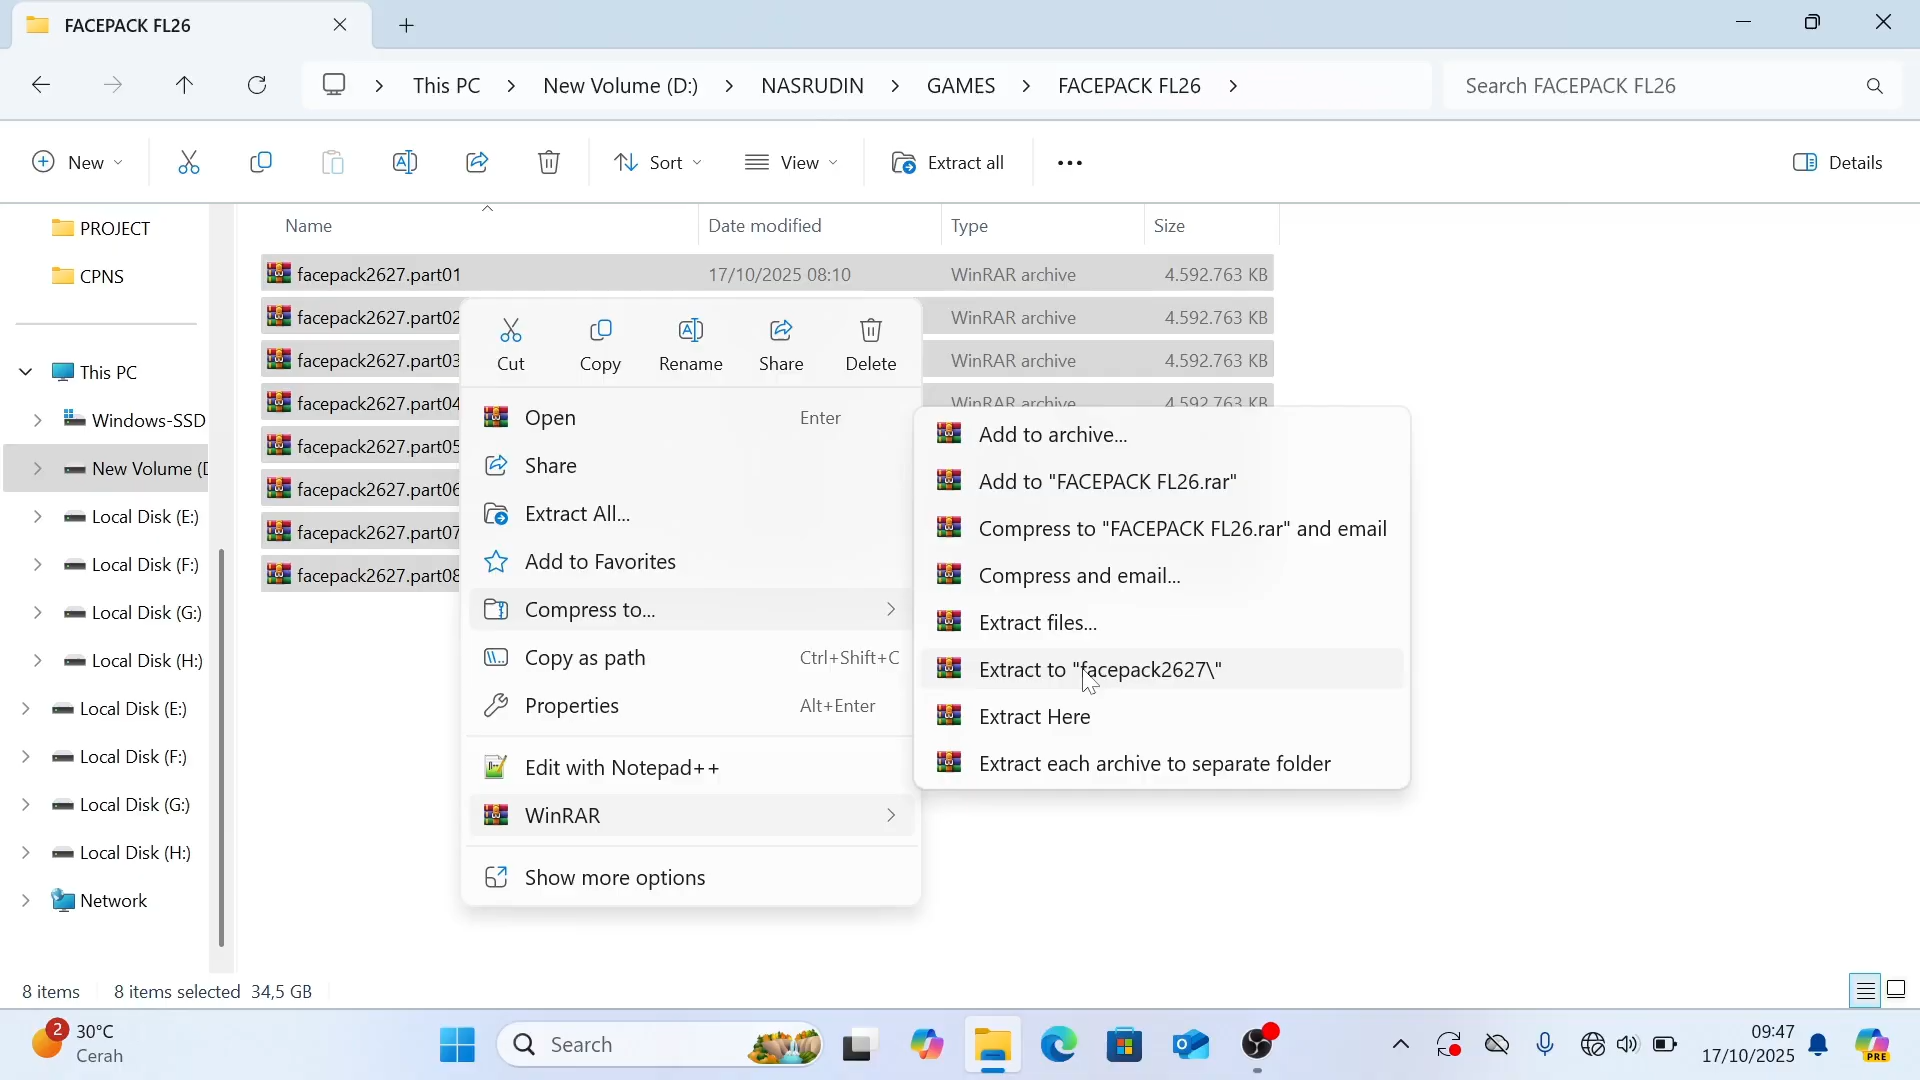 FACEPACK FL26
This PC > New Volume (D:) > NASRUDIN > GAMES > FACEPACK FL26 >
Search FACEPACK FL26
New
Sort
View
Extract all
Details
PROJECT
CPNS
This PC
Windows-SSD
New Volume (D
Local Disk (E:)
Local Disk (F:)
Local Disk (G:)
Local Disk (H:)
Local Disk (E:)
Local Disk (F:)
Local Disk (G:)
Local Disk (H:)
Network
Name Date modified Type Size
facepack2627.part01 17/10/2025 08:10 WinRAR archive 4.592.763 KB
facepack2627.part02 WinRAR archive 4.592.763 KB
facepack2627.part03 WinRAR archive 4.592.763 KB
facepack2627.part04 WinRAR archive 4.592.763 KB
facepack2627.part05
facepack2627.part06
facepack2627.part07
facepack2627.part08
Cut Copy Rename Share Delete
Open Enter
Share
Extract All...
Add to Favorites
Compress to...
Copy as path Ctrl+Shift+C
Properties Alt+Enter
Edit with Notepad++
WinRAR
Show more options
Add to archive...
Add to "FACEPACK FL26.rar"
Compress to "FACEPACK FL26.rar" and email
Compress and email...
Extract files...
Extract to "facepack2627\"
Extract Here
Extract each archive to separate folder
8 items 8 items selected 34,5 GB
2
30°C
Cerah
Search
09:47
17/10/2025
PRE